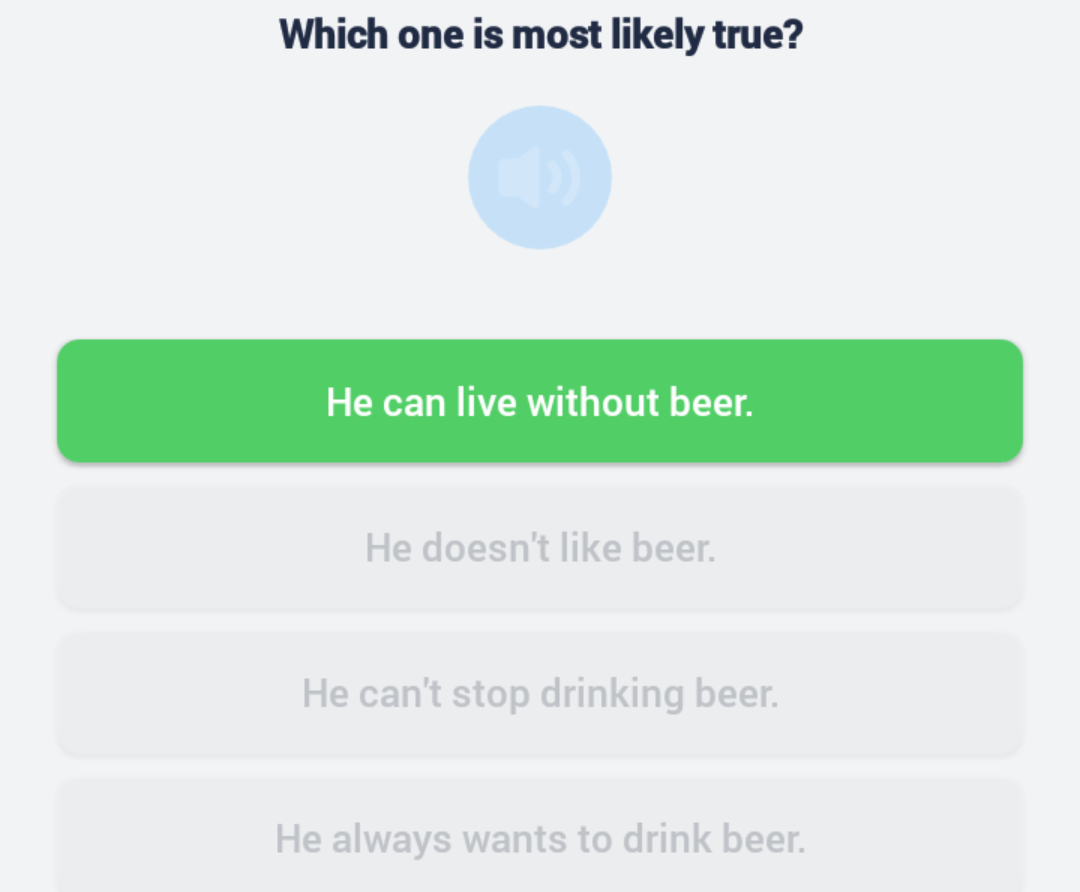 Which one is most likely true?
He can live without beer.
He doesn't like beer.
He can't stop drinking beer.
He always wants to drink beer.